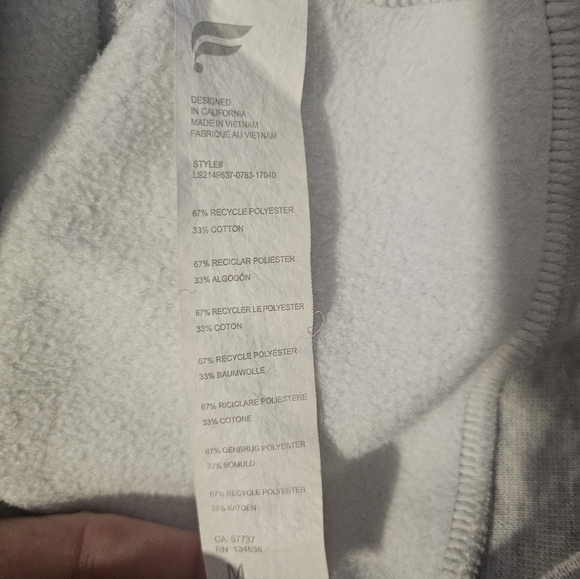 DESIGNED
IN CALIFORNIA
MADE IN VIETNAM
FABRIQUÉ AU VIETNAM
STYLE#
LS2149637-0783-17040
67% RECYCLE POLYESTER
33% COTTON
67% RECICLAR POLIESTER
33% ALGODÓN
67% RECYCLER LE POLYESTER
33% COTON
67% RECYCLE POLYESTER
33% BAUMWOLLE
67% RICICLARE POLIESTERE
33% COTONE
67% GENBRUG POLYESTER
33% BOMULD
67% RECYCLE POLYESTER
33% KATOEN
CA 57737
RN 134636
M